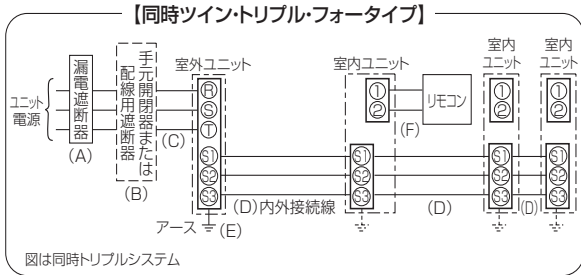 【同時ツイン・トリプル・フォータイプ】
ユニット
電源
漏電遮断器
(A)
手元開閉器または
配線用遮断器
(B)
(C)
室外ユニット
R
S
T
S1
S2
S3
アース
(E)
(D)内外接続線
室内ユニット
①
②
S1
S2
S3
(F)
リモコン
(D)
室内
ユニット
①
②
S1
S2
S3
(D)
室内
ユニット
①
②
S1
S2
S3
図は同時トリプルシステム